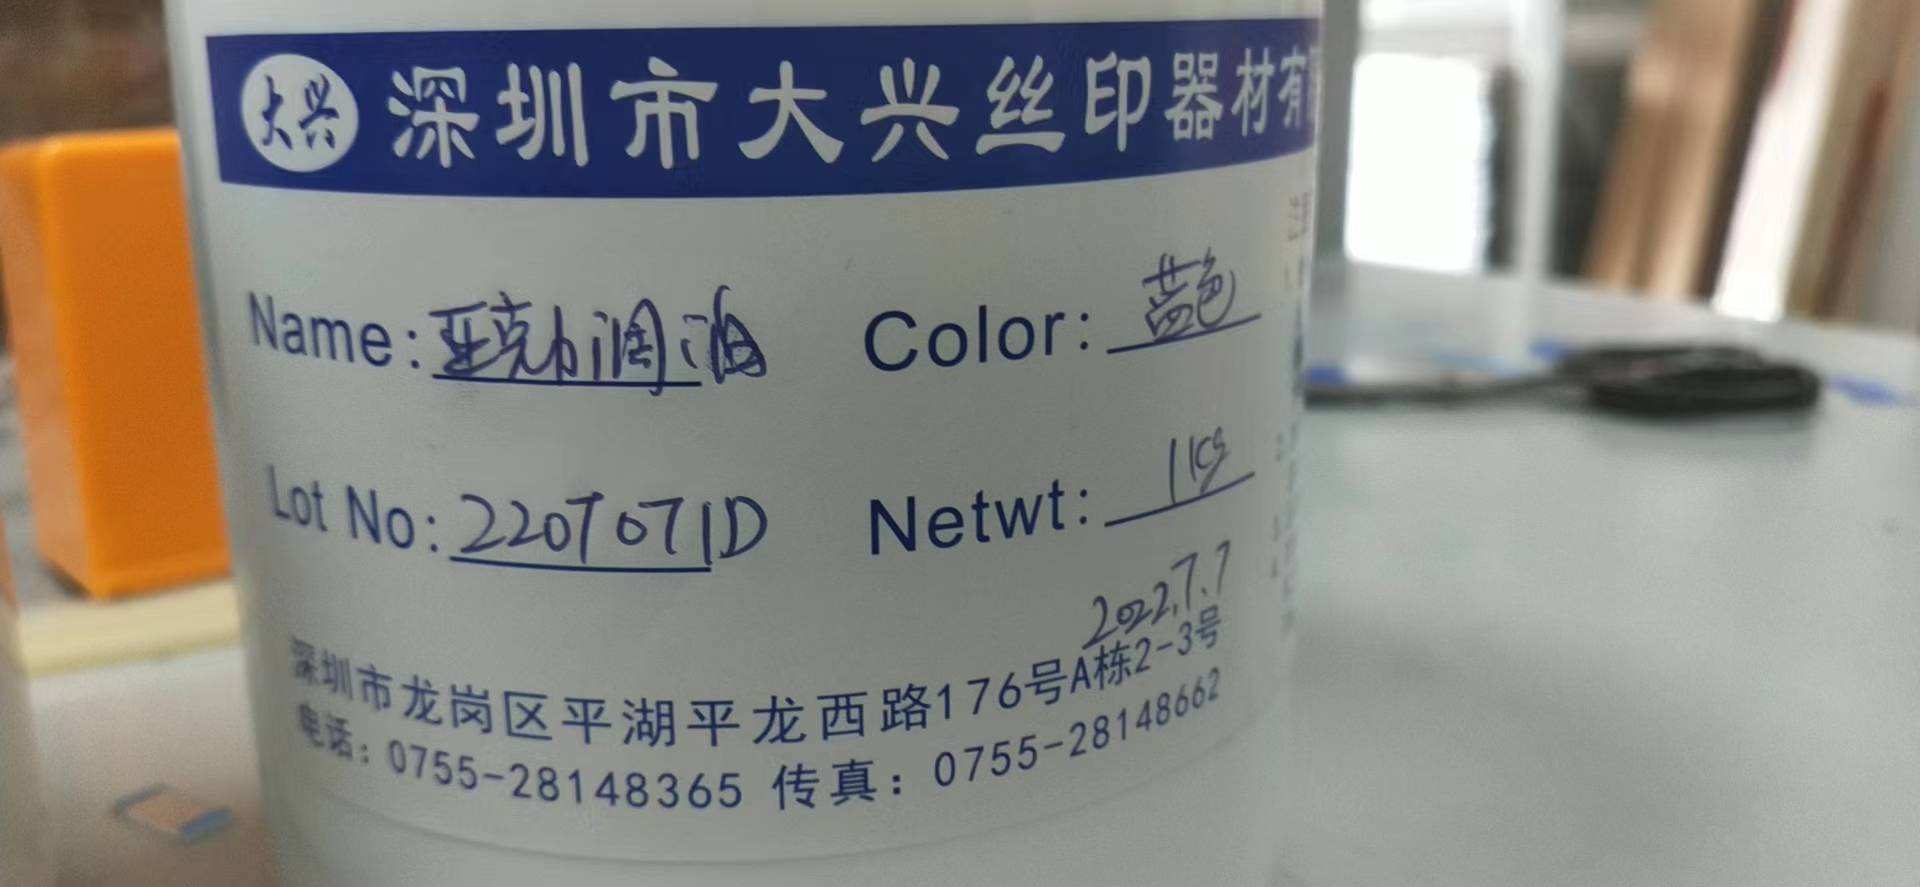 大兴 深圳市大兴丝印器材有
Name: 亚克力调油 Color: 蓝色
Lot No: 2207071D Netwt: 1KG
2022.7.7
深圳市龙岗区平湖平龙西路176号A栋2-3号
电话: 0755-28148365 传真: 0755-28148662